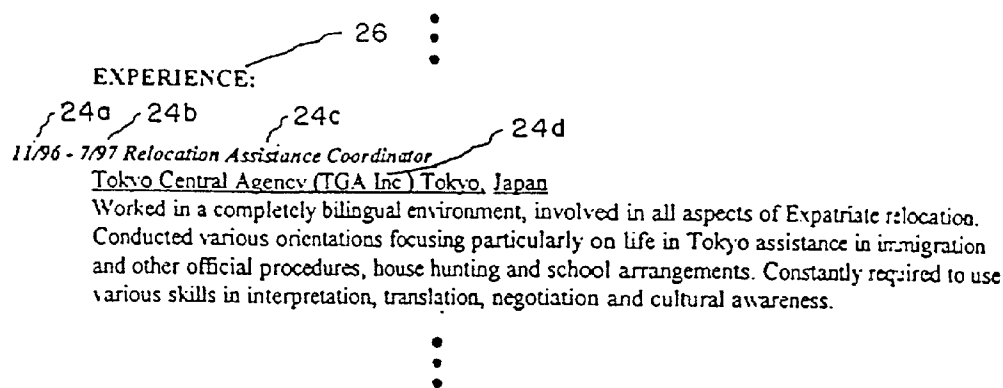 26
EXPERIENCE:
24a 24b 24c 24d
11/96 - 7/97 Relocation Assistance Coordinator
Tokyo Central Agency (TGA Inc.) Tokyo, Japan
Worked in a completely bilingual environment, involved in all aspects of Expatriate relocation.
Conducted various orientations focusing particularly on life in Tokyo assistance in immigration
and other official procedures, house hunting and school arrangements. Constantly required to use
various skills in interpretation, translation, negotiation and cultural awareness.